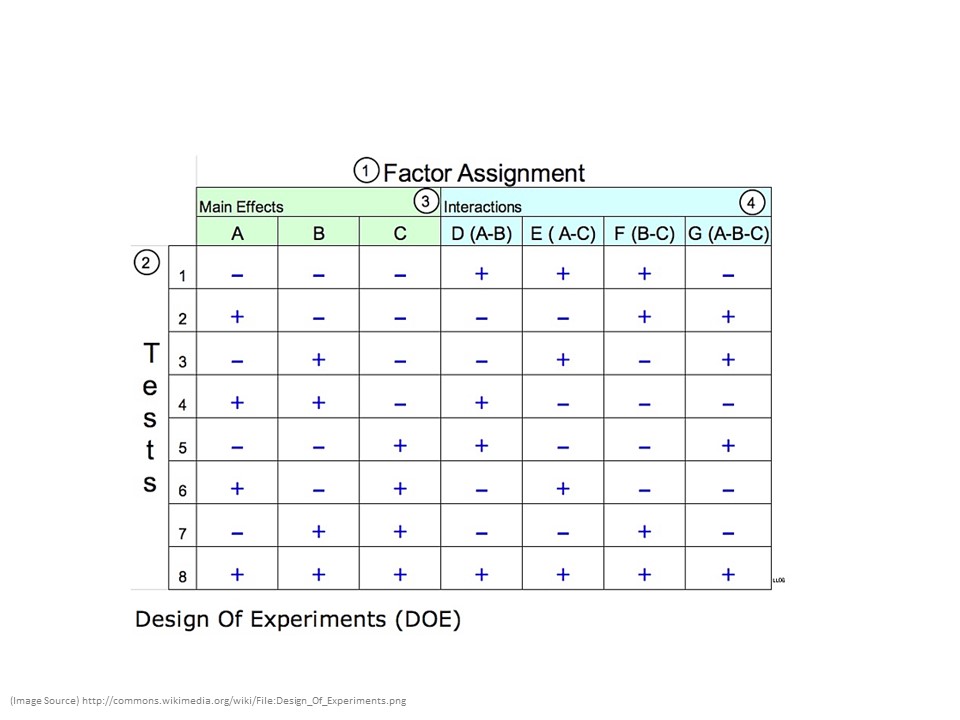 ① Factor Assignment
Main Effects ③ Interactions ④
A B C D (A-B) E ( A-C) F (B-C) G (A-B-C)
②
Tests
1 – – – + + + –
2 + – – – – + +
3 – + – – + – +
4 + + – + – – –
5 – – + + – – +
6 + – + – + – –
7 – + + – – + –
8 + + + + + + +
Design Of Experiments (DOE)
(Image Source) http://commons.wikimedia.org/wiki/File:Design_Of_Experiments.png